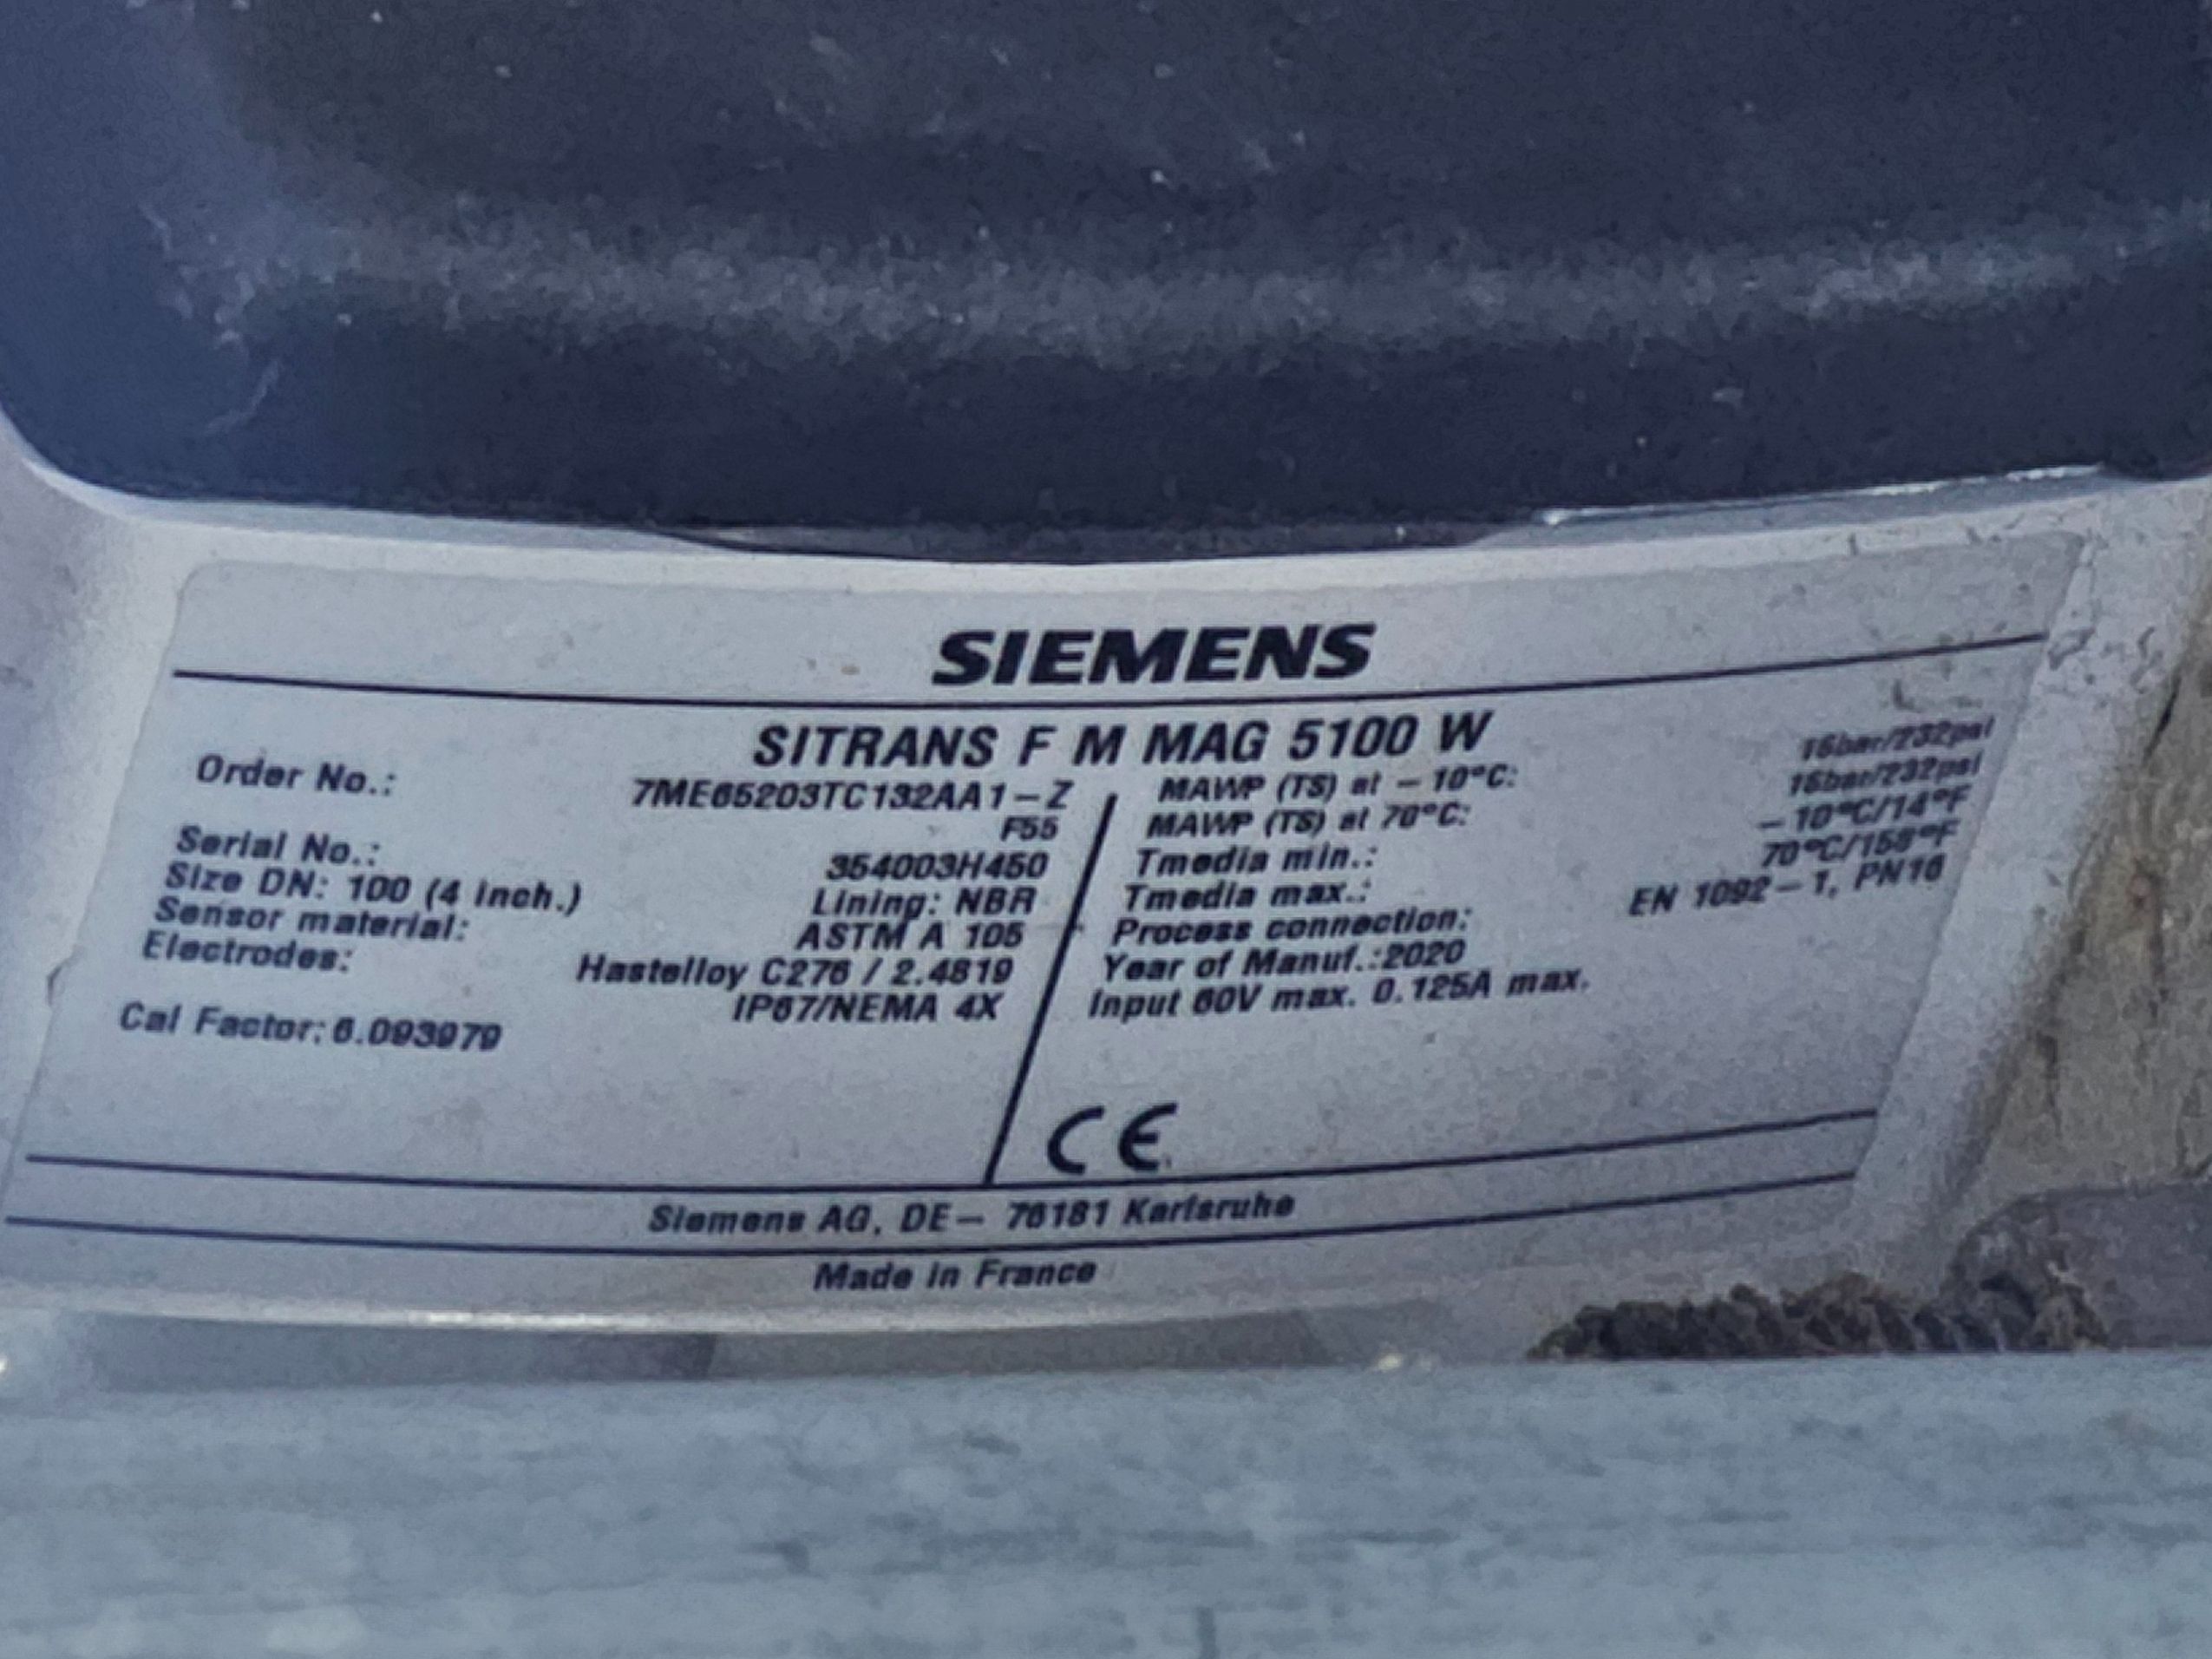 SIEMENS
SITRANS F M MAG 5100 W
Order No.: 7ME65203TC132AA1-Z
F55
Serial No.: 354003H450
Size DN: 100 (4 inch.) Lining: NBR
Sensor material: ASTM A 105
Electrodes: Hastelloy C276 / 2.4819
IP67/NEMA 4X
Cal Factor: 6.093979
MAWP (TS) at - 10°C: 16bar/232psi
MAWP (TS) at 70°C: 16bar/232psi
Tmedia min.: - 10°C/14°F
Tmedia max.: 70°C/158°F
Process connection: EN 1092-1, PN16
Year of Manuf.:2020
Input 60V max. 0.125A max.
CE
Siemens AG, DE- 76181 Karlsruhe
Made in France